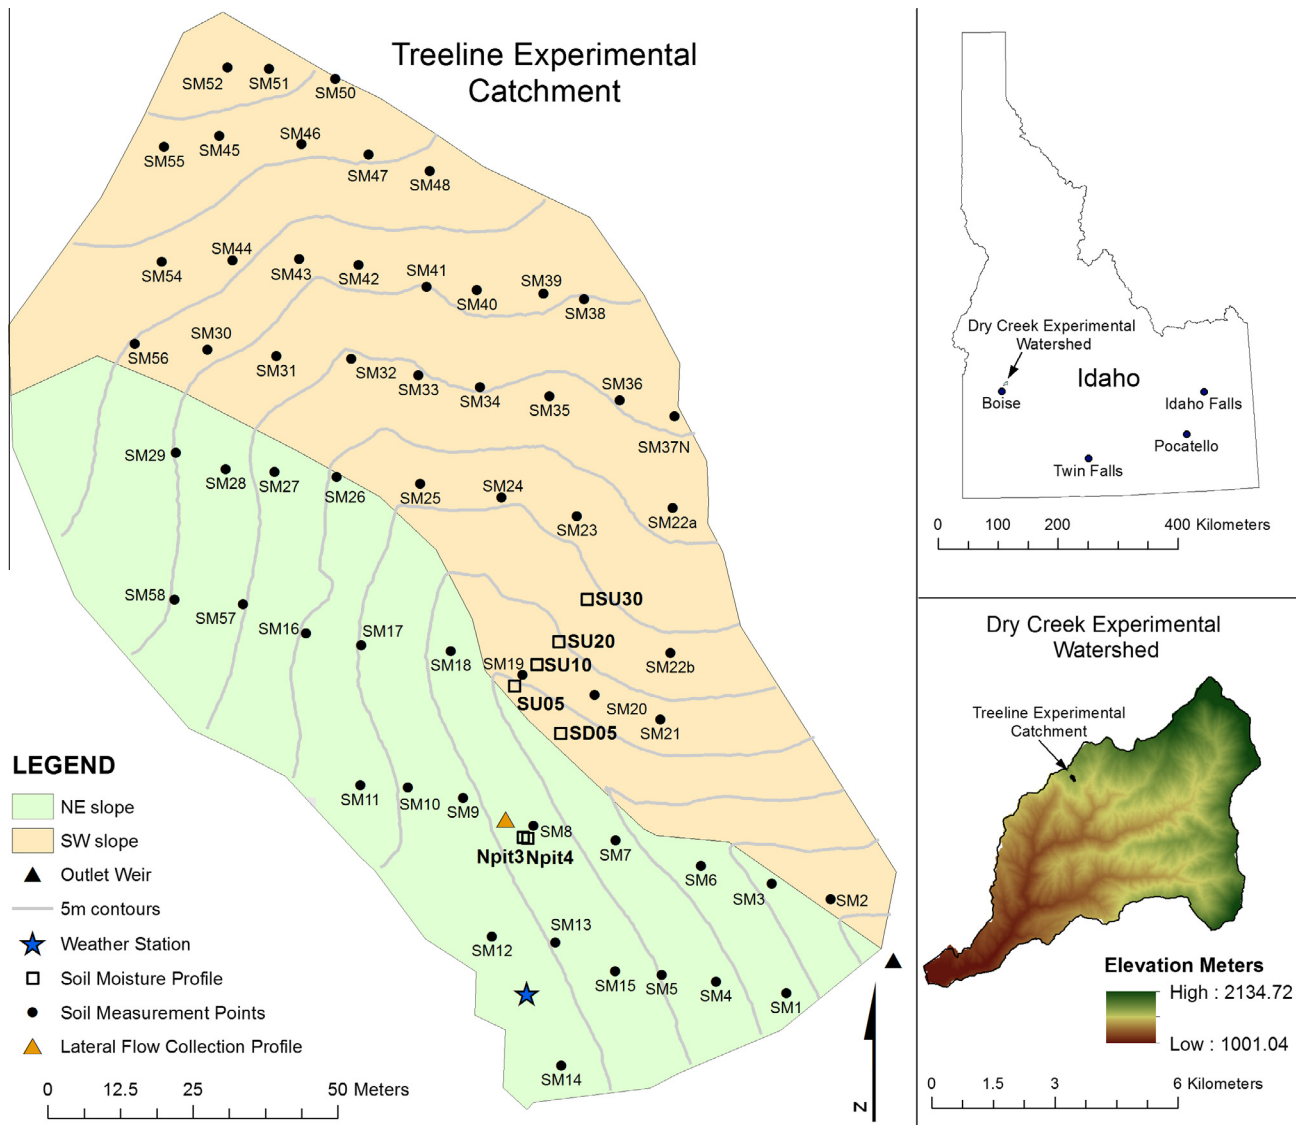 Treeline Experimental
Catchment
SM52
SM51
SM50
SM55
SM45
SM46
SM47
SM48
SM54
SM44
SM43
SM42
SM41
SM40
SM39
SM38
SM56
SM30
SM31
SM32
SM33
SM34
SM35
SM36
SM37N
SM29
SM28
SM27
SM26
SM25
SM24
SM23
SM22a
SM58
SM57
SM16
SM17
SM18
SM19
SU30
SU20
SU10
SU05
SD05
SM22b
SM20
SM21
SM11
SM10
SM9
SM8
Npit3
Npit4
SM7
SM6
SM3
SM2
SM12
SM13
SM15
SM5
SM4
SM1
SM14
LEGEND
NE slope
SW slope
Outlet Weir
5m contours
Weather Station
Soil Moisture Profile
Soil Measurement Points
Lateral Flow Collection Profile
0 12.5 25 50 Meters
N
Dry Creek Experimental
Watershed
Idaho
Boise
Idaho Falls
Pocatello
Twin Falls
0 100 200 400 Kilometers
Dry Creek Experimental
Watershed
Treeline Experimental
Catchment
Elevation Meters
High : 2134.72
Low : 1001.04
0 1.5 3 6 Kilometers